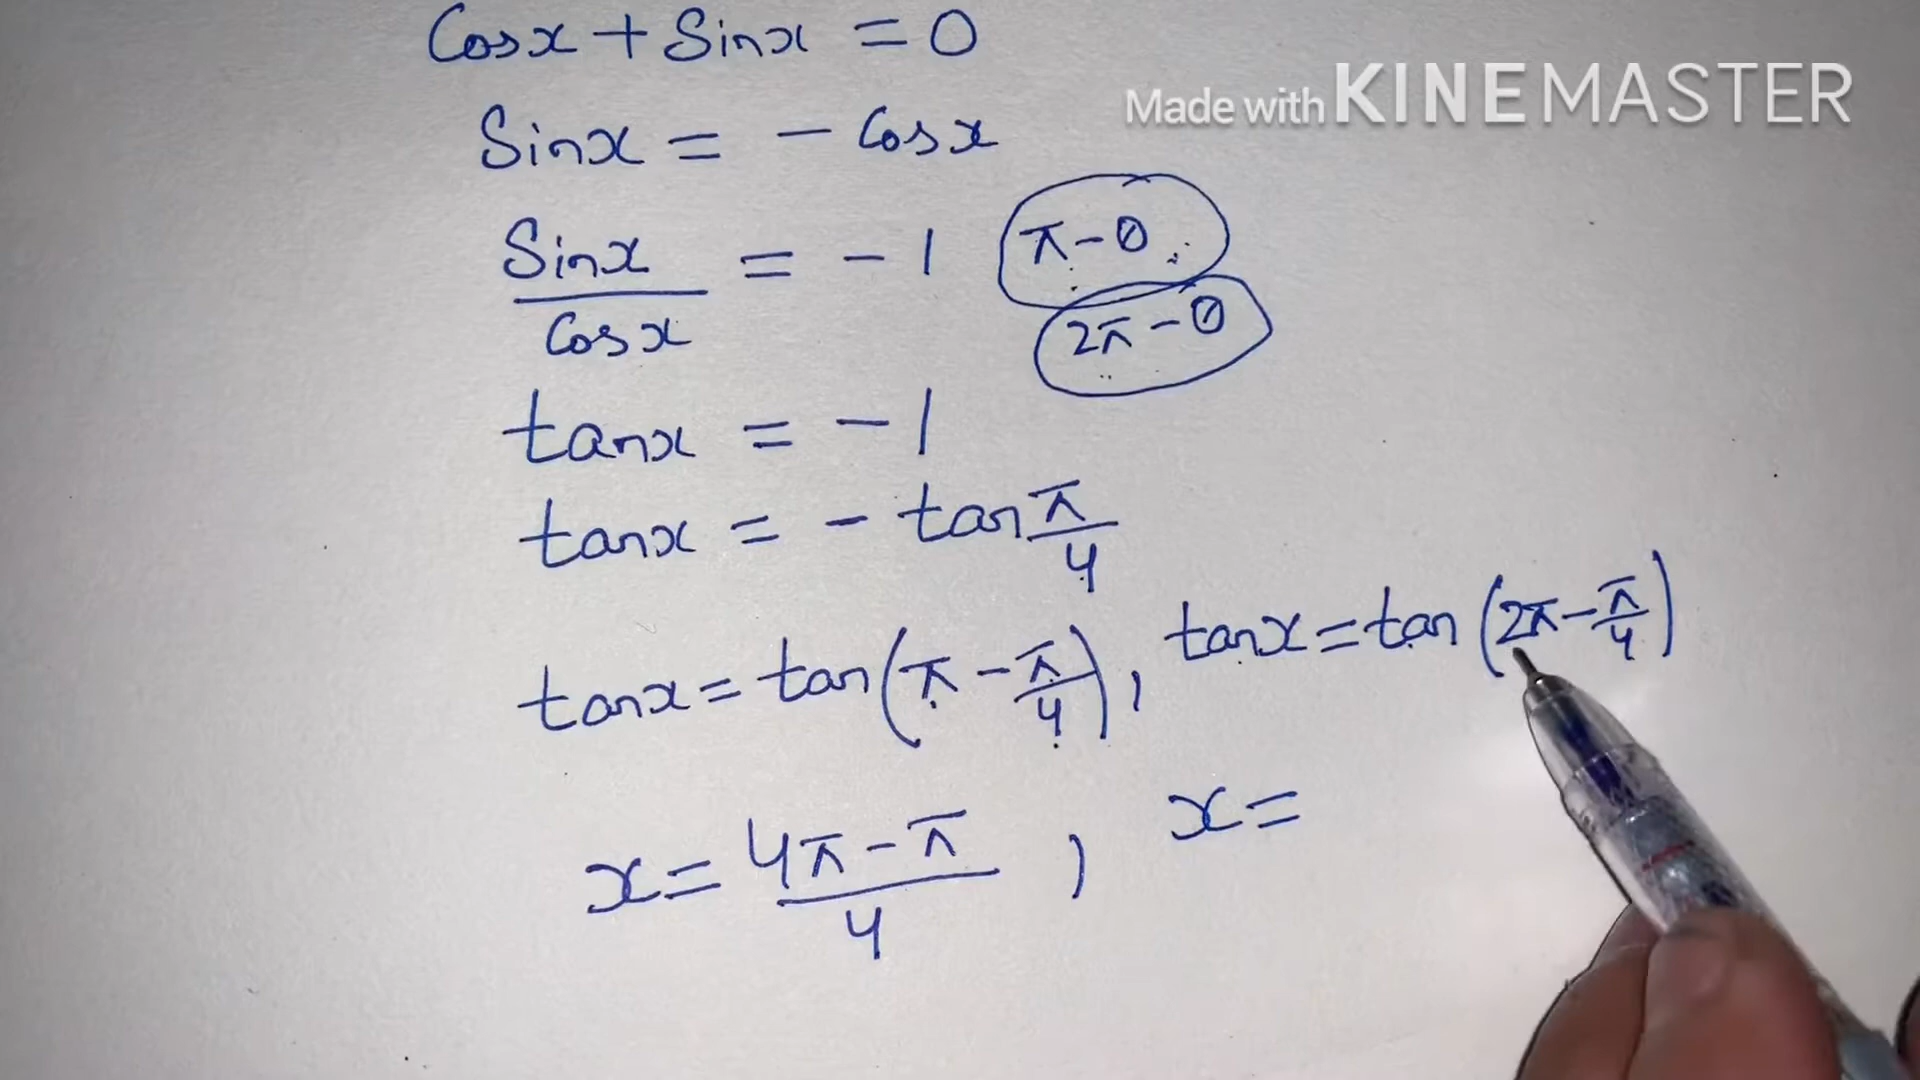 Cosx + Sinx = 0
Made with KINEMASTER
Sinx = - Cosx
Sinx/Cosx = -1
π - θ
2π - θ
tanx = -1
tanx = - tan π/4
tanx = tan(π - π/4), tanx = tan(2π - π/4)
x = 4π - π/4 , x =